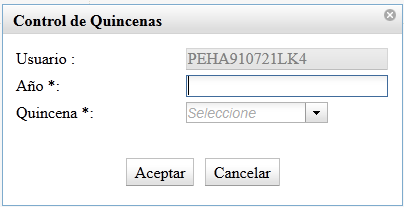 Control de Quincenas
Usuario : PEHA910721LK4
Año *:
Quincena *: Seleccione
Aceptar Cancelar